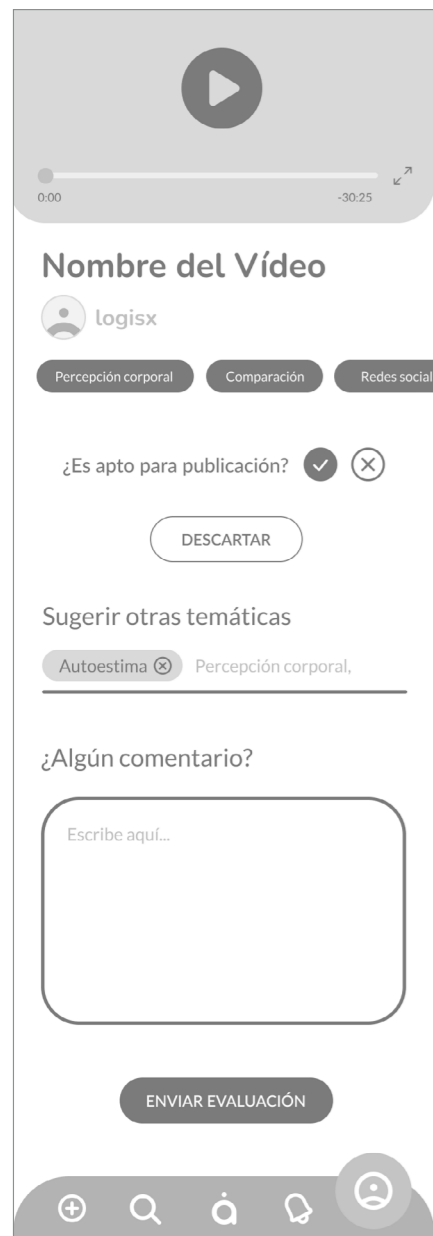 0:00 -30:25
Nombre del Vídeo
logisx
Percepción corporal Comparación Redes social
¿Es apto para publicación?
DESCARTAR
Sugerir otras temáticas
Autoestima Percepción corporal,
¿Algún comentario?
Escribe aquí...
ENVIAR EVALUACIÓN